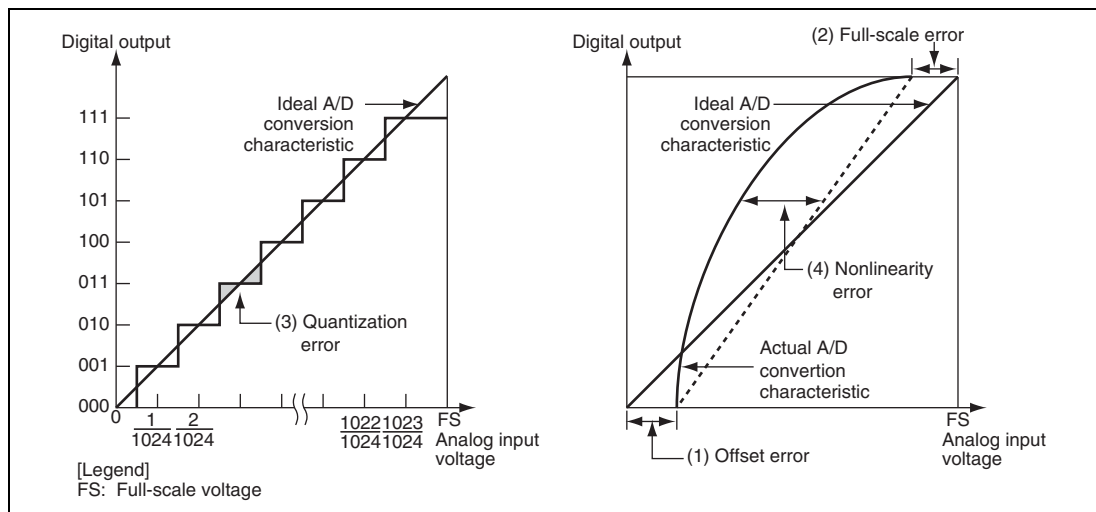 Digital output
111
110
101
100
011
010
001
000
0
1
1024
2
1024
1022
1024
1023
1024
FS
Analog input
voltage
Ideal A/D
conversion
characteristic
(3) Quantization
error
[Legend]
FS: Full-scale voltage
Digital output
(2) Full-scale error
Ideal A/D
conversion
characteristic
(4) Nonlinearity
error
Actual A/D
convertion
characteristic
FS
Analog input
voltage
(1) Offset error